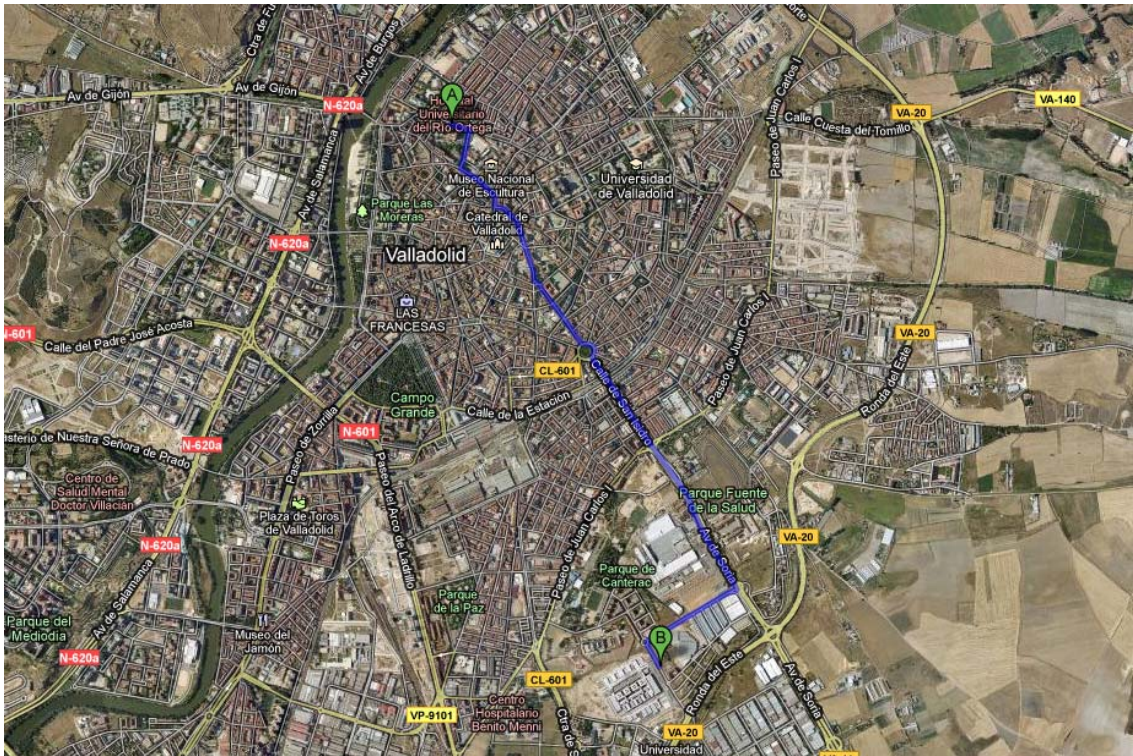 Ctra de Fu
Av de Burgos
Av de Gijón
Av de Gijón
N-620a
A
Hospital
Universitario
del Río Ortega
Norte
VA-20
VA-140
Calle Cuesta del Tomillo
Paseo de Juan Carlos I
Av de Salamanca
Museo Nacional
de Escultura
Universidad
de Valladolid
Parque Las
Moreras
Catedral de
Valladolid
N-620a
Valladolid
LAS
FRANCESAS
N-601
Calle del Padre José Acosta
Paseo de Juan Carlos I
VA-20
Ronda del Este
CL-601
Calle de San Isidro
Campo
Grande
Calle de la Estación
N-601
N-620a
asterio de Nuestra Señora de Prado
Paseo de Zorrilla
Centro de
Salud Mental
Doctor Villacián
Plaza de Toros
de Valladolid
Paseo del Arco de Ladrillo
Parque Fuente
de la Salud
Paseo de Juan Carlos I
VA-20
N-620a
Av de Soria
Parque de
Canterac
Parque
de la Paz
Av de Salamanca
Parque del
Mediodía
Museo del
Jamón
B
N-620a
Ronda del Este
Av de Soria
CL-601
Centro
Hospitalario
Benito Menni
VP-9101
Ctra de S
VA-20
Universidad